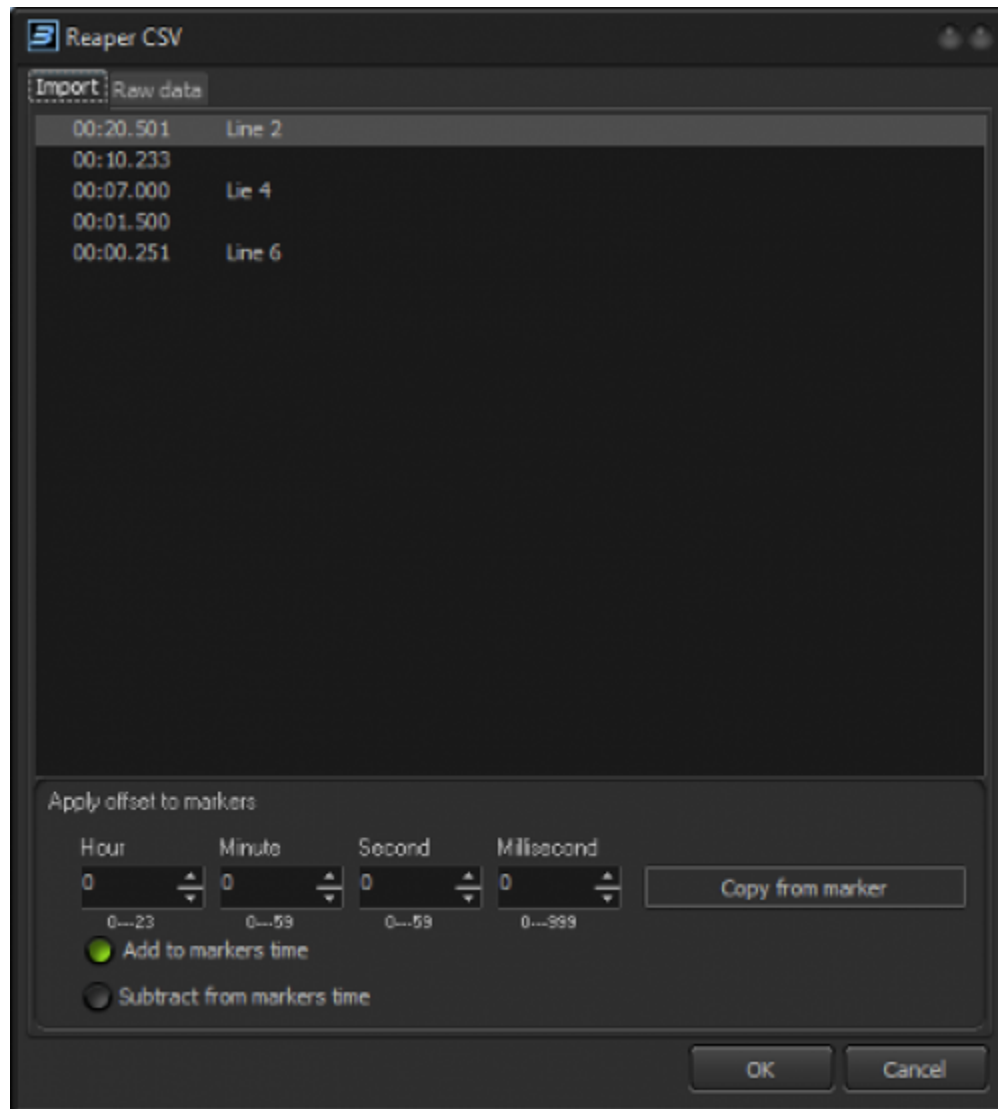 Reaper CSV
Import Raw data
00:20.501 Line 2
00:10.233
00:07.000 Lie 4
00:01.500
00:00.251 Line 6
Apply offset to markers
Hour Minute Second Millisecond
0 0 0 0 Copy from marker
0---23 0---59 0---59 0---999
Add to markers time
Subtract from markers time
OK Cancel